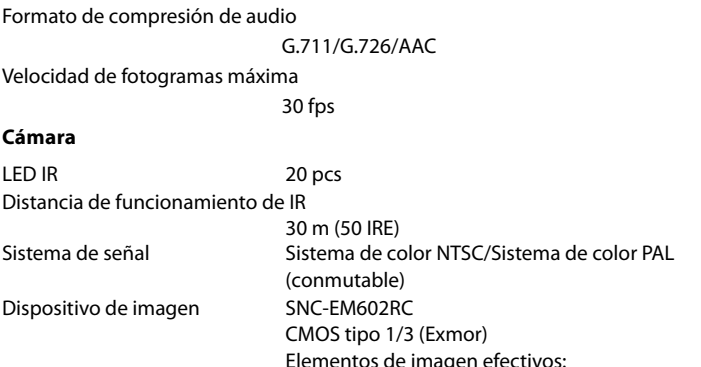 Formato de compresión de audio
G.711/G.726/AAC
Velocidad de fotogramas máxima
30 fps
Cámara
LED IR 20 pcs
Distancia de funcionamiento de IR
30 m (50 IRE)
Sistema de señal Sistema de color NTSC/Sistema de color PAL
(conmutable)
Dispositivo de imagen SNC-EM602RC
CMOS tipo 1/3 (Exmor)
Elementos de imagen efectivos: